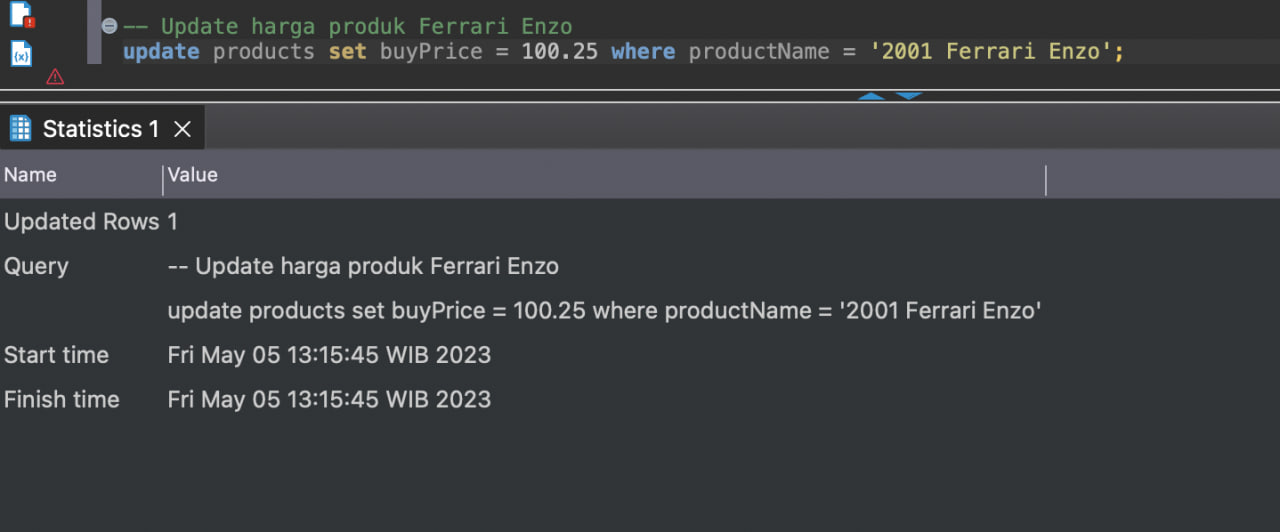 -- Update harga produk Ferrari Enzo
update products set buyPrice = 100.25 where productName = '2001 Ferrari Enzo';
Statistics 1
Name Value
Updated Rows 1
Query -- Update harga produk Ferrari Enzo
update products set buyPrice = 100.25 where productName = '2001 Ferrari Enzo'
Start time Fri May 05 13:15:45 WIB 2023
Finish time Fri May 05 13:15:45 WIB 2023